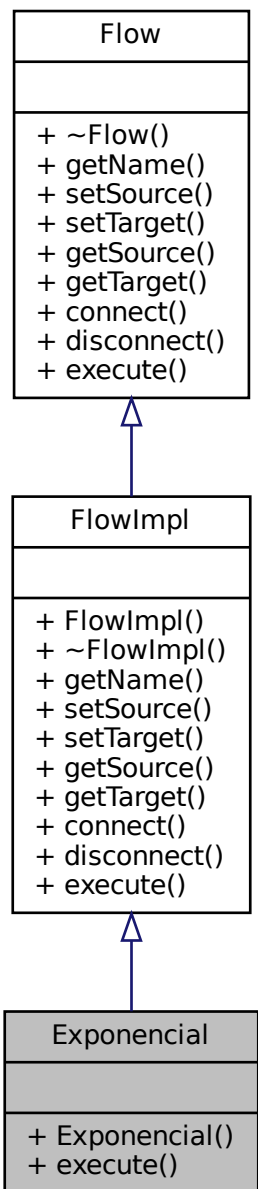 Flow
+ ~Flow()
+ getName()
+ setSource()
+ setTarget()
+ getSource()
+ getTarget()
+ connect()
+ disconnect()
+ execute()
FlowImpl
+ FlowImpl()
+ ~FlowImpl()
+ getName()
+ setSource()
+ setTarget()
+ getSource()
+ getTarget()
+ connect()
+ disconnect()
+ execute()
Exponencial
+ Exponencial()
+ execute()